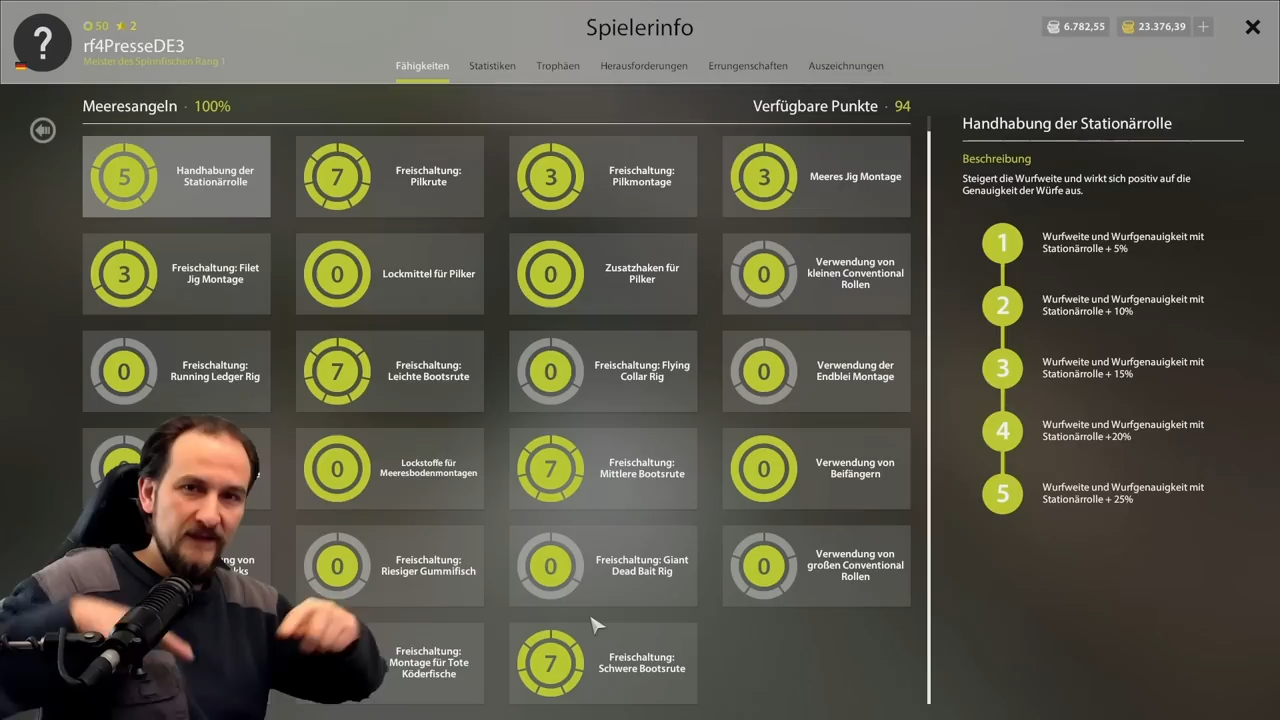 ?
50 2
rf4PresseDE3
Meister des Spinnfischen Rang 1
Spielerinfo
6.782,55
23.376,39
Fähigkeiten
Statistiken
Trophäen
Herausforderungen
Errungenschaften
Auszeichnungen
Meeresangeln · 100%
Verfügbare Punkte · 94
5
Handhabung der
Stationärrolle
7
Freischaltung:
Pilkrute
3
Freischaltung:
Pilkmontage
3
Meeres Jig Montage
3
Freischaltung: Filet
Jig Montage
0
Lockmittel für Pilker
0
Zusatzhaken für
Pilker
0
Verwendung von
kleinen Conventional
Rollen
0
Freischaltung:
Running Ledger Rig
7
Freischaltung:
Leichte Bootsrute
0
Freischaltung: Flying
Collar Rig
0
Verwendung der
Endblei Montage
0
Lockstoffe für
Meeresbodenmontagen
7
Freischaltung:
Mittlere Bootsrute
0
Verwendung von
Beifängern
0
Freischaltung:
Riesiger Gummifisch
0
Freischaltung: Giant
Dead Bait Rig
0
Verwendung von
großen Conventional
Rollen
Freischaltung:
Montage für Tote
Köderfische
7
Freischaltung:
Schwere Bootsrute
Handhabung der Stationärrolle
Beschreibung
Steigert die Wurfweite und wirkt sich positiv auf die
Genauigkeit der Würfe aus.
1
Wurfweite und Wurfgenauigkeit mit
Stationärrolle + 5%
2
Wurfweite und Wurfgenauigkeit mit
Stationärrolle + 10%
3
Wurfweite und Wurfgenauigkeit mit
Stationärrolle + 15%
4
Wurfweite und Wurfgenauigkeit mit
Stationärrolle +20%
5
Wurfweite und Wurfgenauigkeit mit
Stationärrolle + 25%